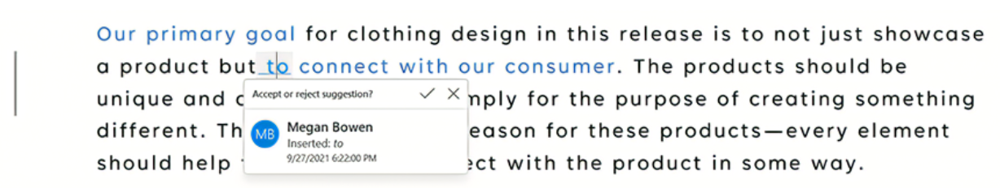 Our primary goal for clothing design in this release is to not just showcase
a product but to connect with our consumer. The products should be
unique and mply for the purpose of creating something
different. eason for these products—every element
should help ect with the product in some way.
Accept or reject suggestion?
MB
Megan Bowen
Inserted: to
9/27/2021 6:22:00 PM